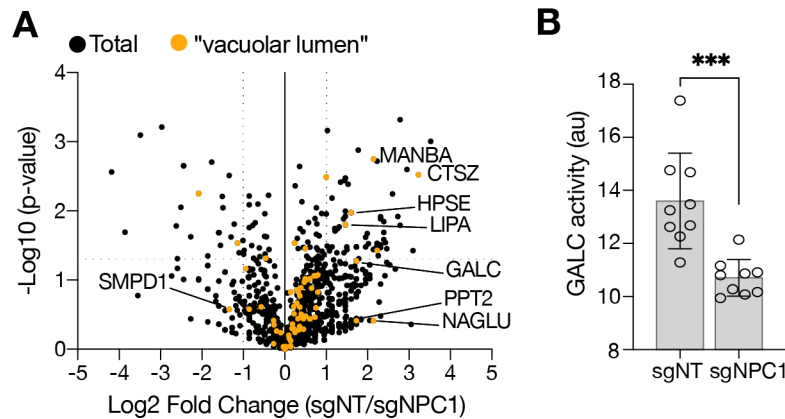 A
Total
"vacuolar lumen"
4
3
2
1
0
-Log10 (p-value)
MANBA
CTSZ
HPSE
LIPA
GALC
SMPD1
PPT2
NAGLU
-5 -4 -3 -2 -1 0 1 2 3 4 5
Log2 Fold Change (sgNT/sgNPC1)
B
***
18
16
14
12
10
8
GALC activity (au)
sgNT sgNPC1